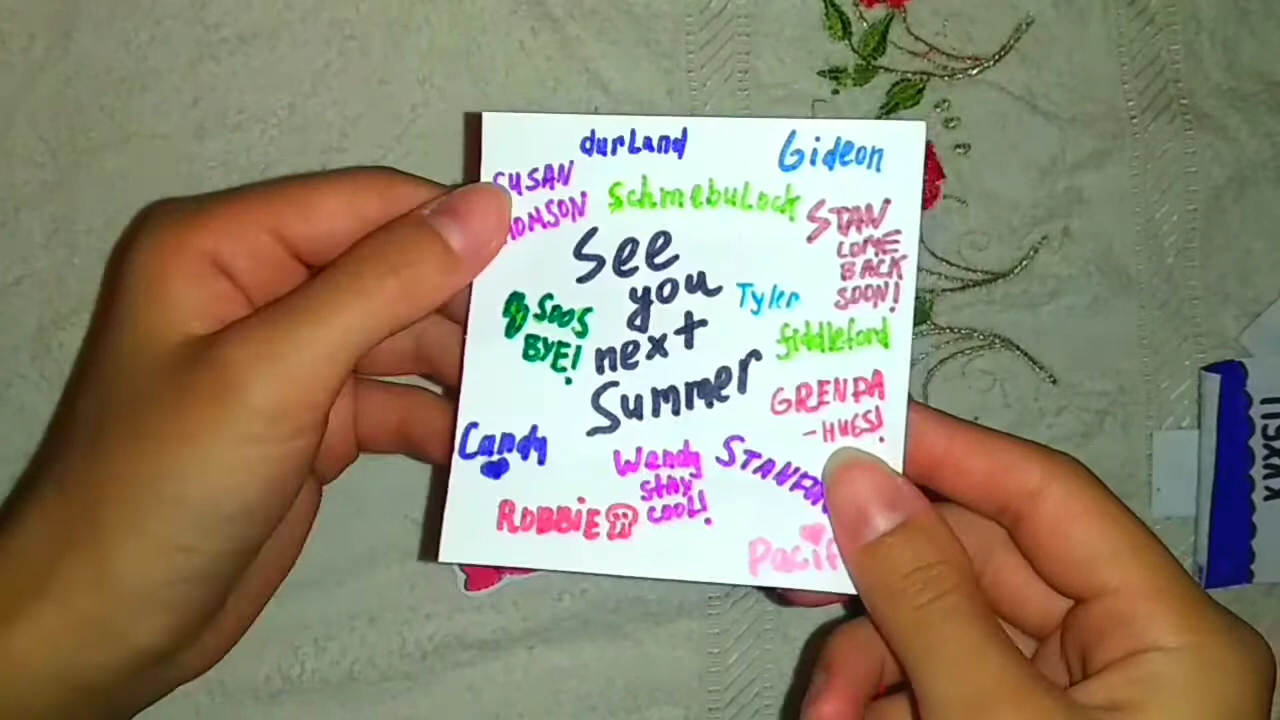 durLand
Gideon
SUSAN
SchmebuLock
STAN
COME
BACK
SOON!
See
you
next
Summer
Tyler
SOOS
BYE!
fiddleford
GRENDA
-HUGS!
Candy
Wendy
stay
cooL!
ROBBIE